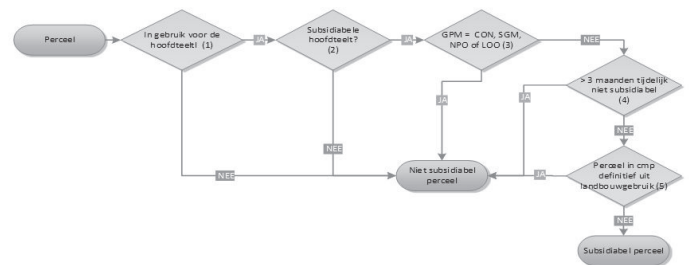 Perceel
In gebruik voor de
hoofdteelt! (1)
JA
Subsidiabele
hoofdteelt?
(2)
JA
GPM = CON, SGM,
NPO of LOO (3)
NEE
> 3 maanden tijdelijk
niet subsidiabel
(4)
JA
JA
NEE
NEE
NEE
Niet subsidiabel
perceel
JA
Perceel in cmp
definitief uit
landbouwgebruik (5)
NEE
Subsidiabel perceel